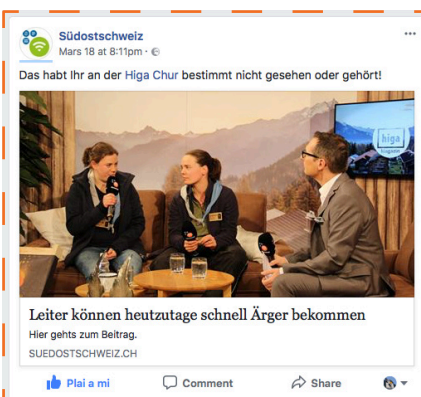 Südostschweiz
Mars 18 at 8:11pm
Das habt Ihr an der Higa Chur bestimmt nicht gesehen oder gehört!
higa
Leiter können heutzutage schnell Ärger bekommen
Hier gehts zum Beitrag.
SUEDOSTSCHWEIZ.CH
Plai a mi Comment Share